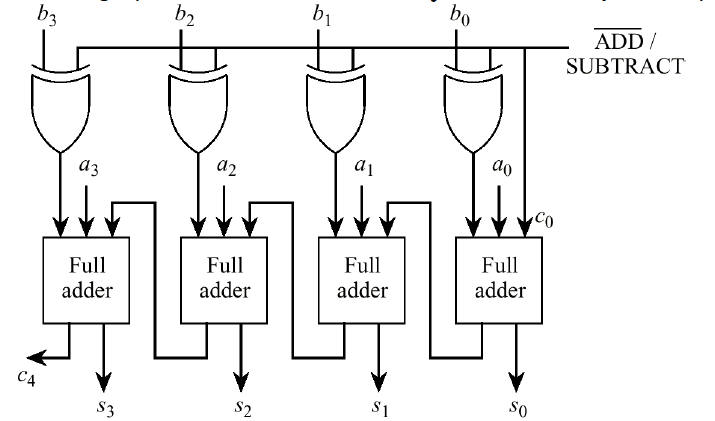 b3 b2 b1 b0
ADD /
SUBTRACT
a3 a2 a1 a0
c0
Full adder
Full adder
Full adder
Full adder
c4
s3 s2 s1 s0